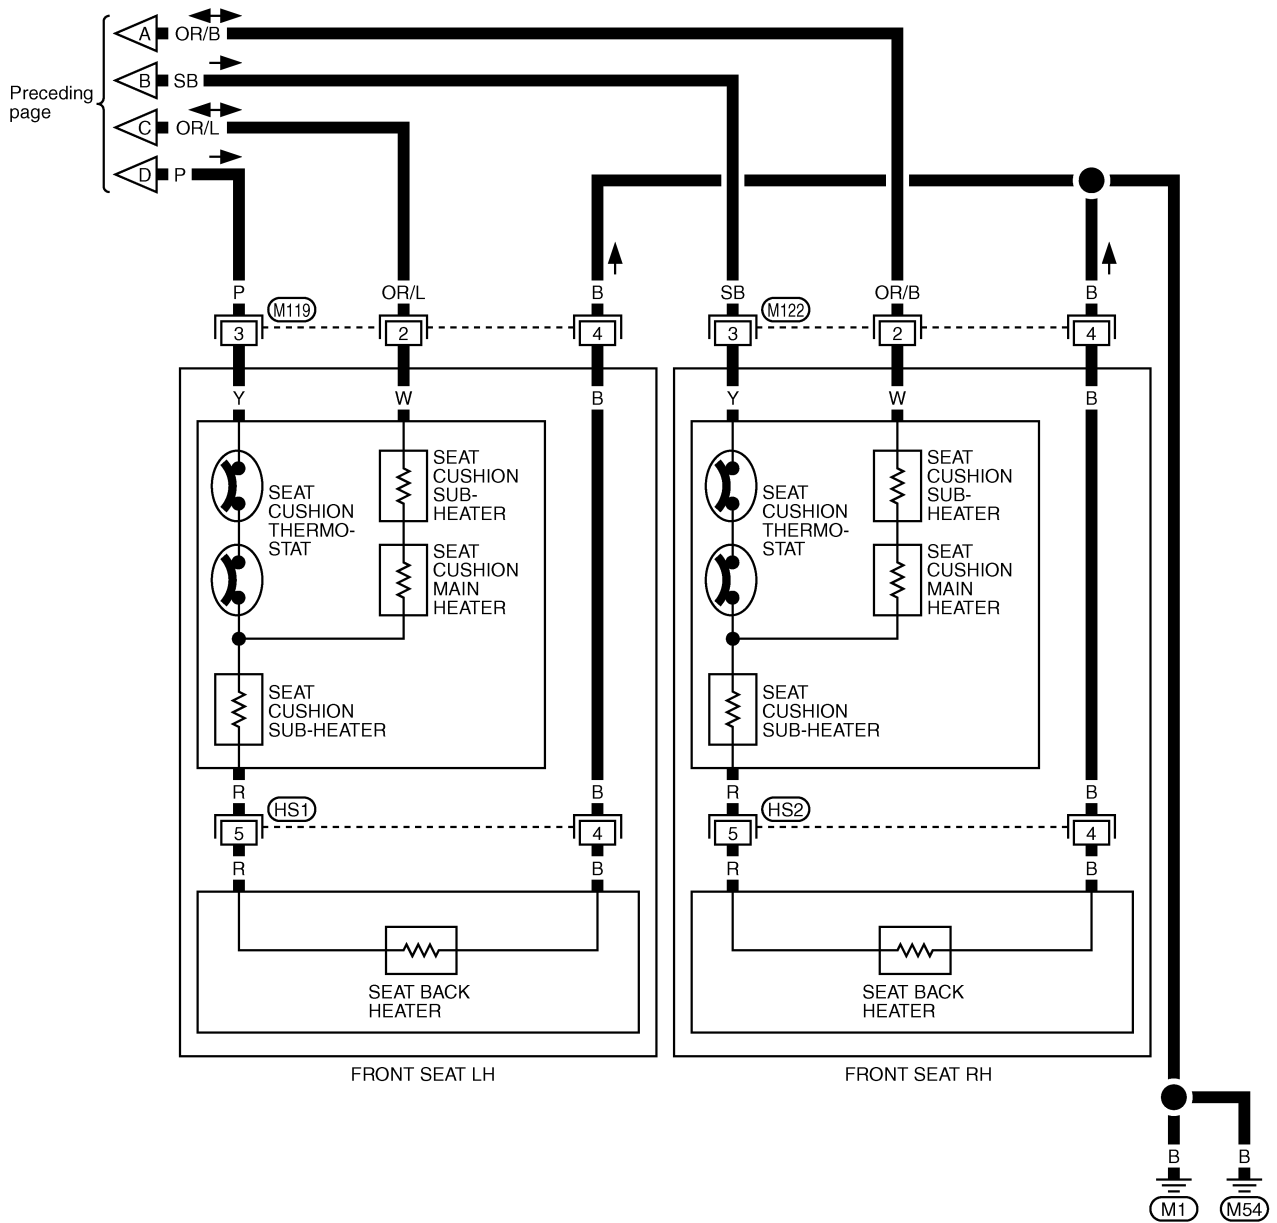 A OR/B
B SB
Preceding
page
C OR/L
D P
P OR/L B SB OR/B B
M119 M122
3 2 4 3 2 4
Y W B Y W B
SEAT
CUSHION
SUB-
HEATER
SEAT
CUSHION
THERMO-
STAT
SEAT
CUSHION
MAIN
HEATER
SEAT
CUSHION
SUB-HEATER
SEAT
CUSHION
SUB-
HEATER
SEAT
CUSHION
THERMO-
STAT
SEAT
CUSHION
MAIN
HEATER
SEAT
CUSHION
SUB-HEATER
R B R B
HS1 HS2
5 4 5 4
R B R B
SEAT BACK
HEATER
SEAT BACK
HEATER
FRONT SEAT LH
FRONT SEAT RH
B B
M1 M54